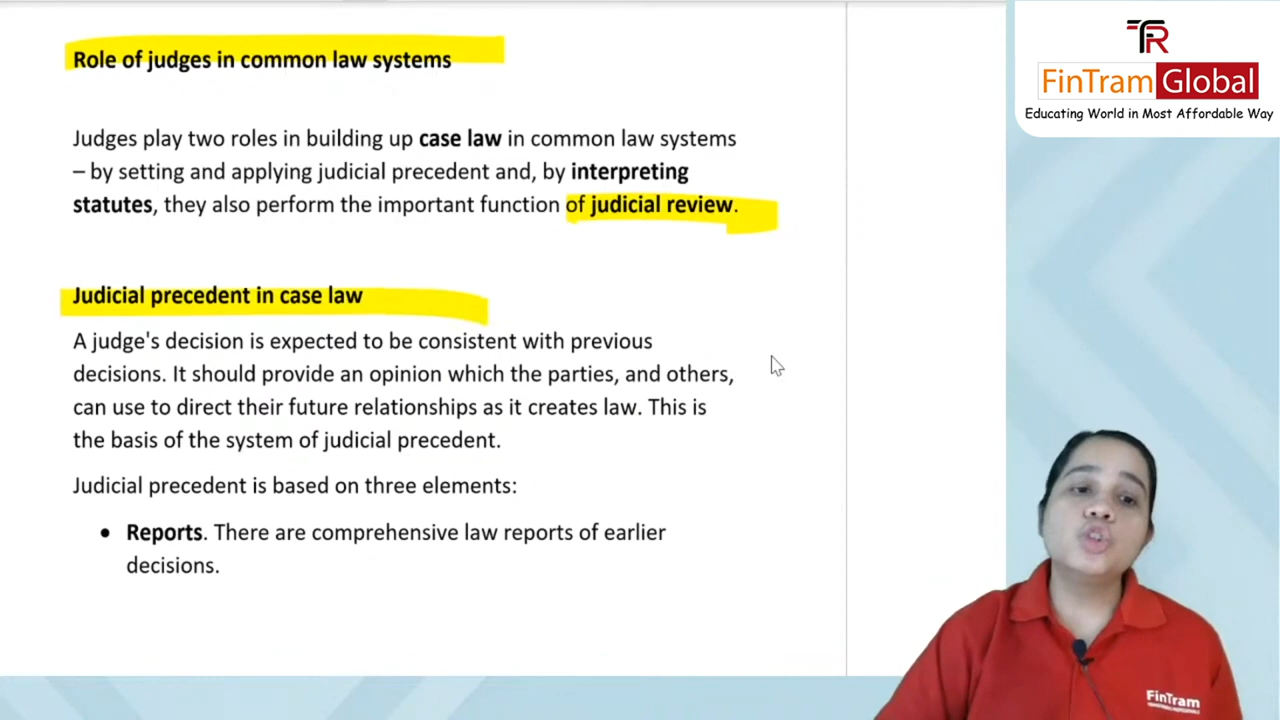 Role of judges in common law systems
Judges play two roles in building up case law in common law systems
– by setting and applying judicial precedent and, by interpreting
statutes, they also perform the important function of judicial review.
Judicial precedent in case law
A judge's decision is expected to be consistent with previous
decisions. It should provide an opinion which the parties, and others,
can use to direct their future relationships as it creates law. This is
the basis of the system of judicial precedent.
Judicial precedent is based on three elements:
• Reports. There are comprehensive law reports of earlier
decisions.
FinTram Global
Educating World in Most Affordable Way
FinTram